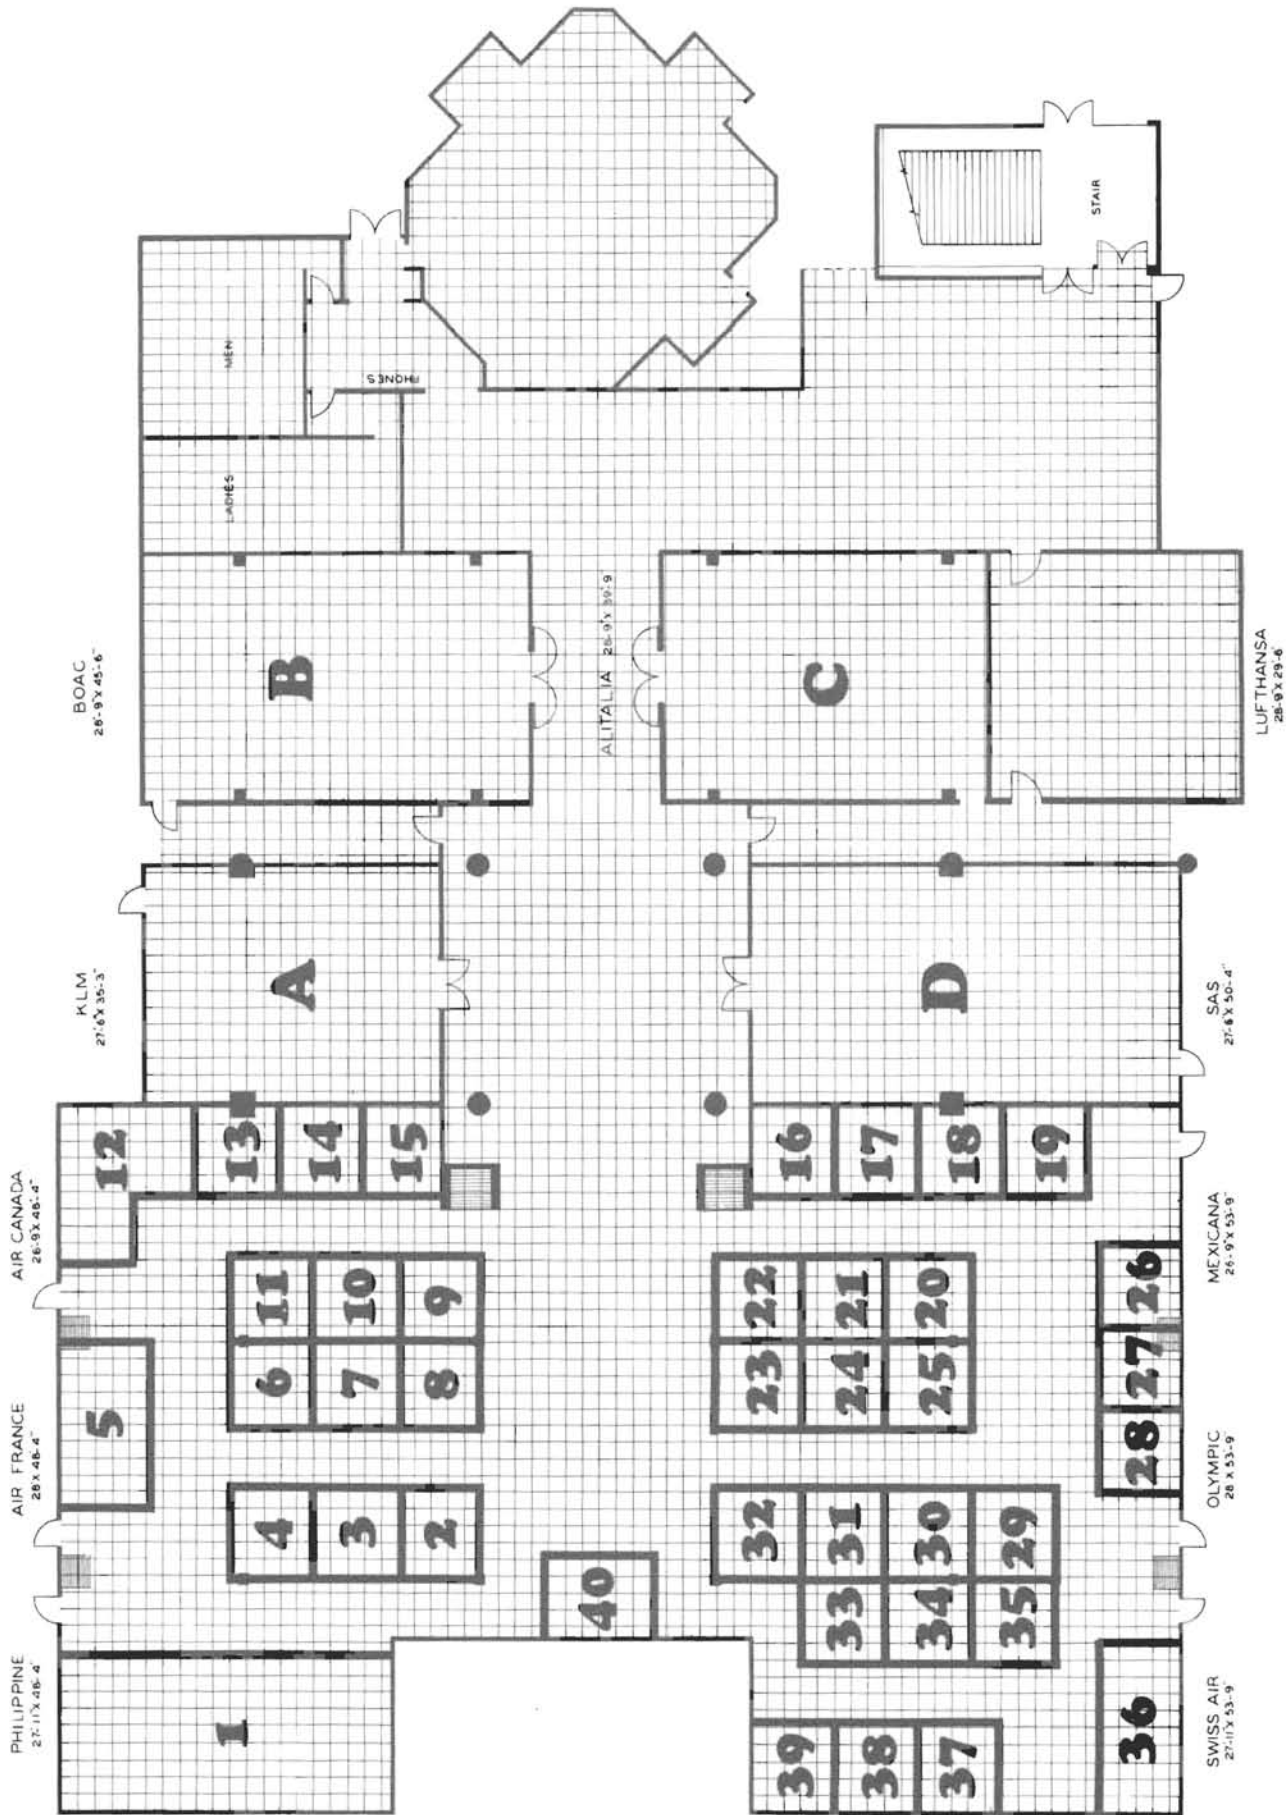 MEN
PHONES
LADIES
STAIR
BOAC
28'-9" X 45'-6"
B
ALITALIA 28'-9" X 39'-9"
C
LUFTHANSA
28'-9" X 29'-6"
KLM
27'-6" X 35'-3"
A
D
SAS
27'-6" X 50'-4"
AIR CANADA
26'-9" X 48'-4"
12
13
14
15
16
17
18
19
MEXICANA
26'-9" X 53'-9"
11
10
9
22
21
20
26
5
6
7
8
23
24
25
27
28
AIR FRANCE
28' X 48'-4"
4
3
2
32
31
30
29
OLYMPIC
28' X 53'-9"
40
33
34
35
PHILIPPINE
27'-11" X 48'-4"
1
39
38
37
36
SWISS AIR
27'-11" X 53'-9"